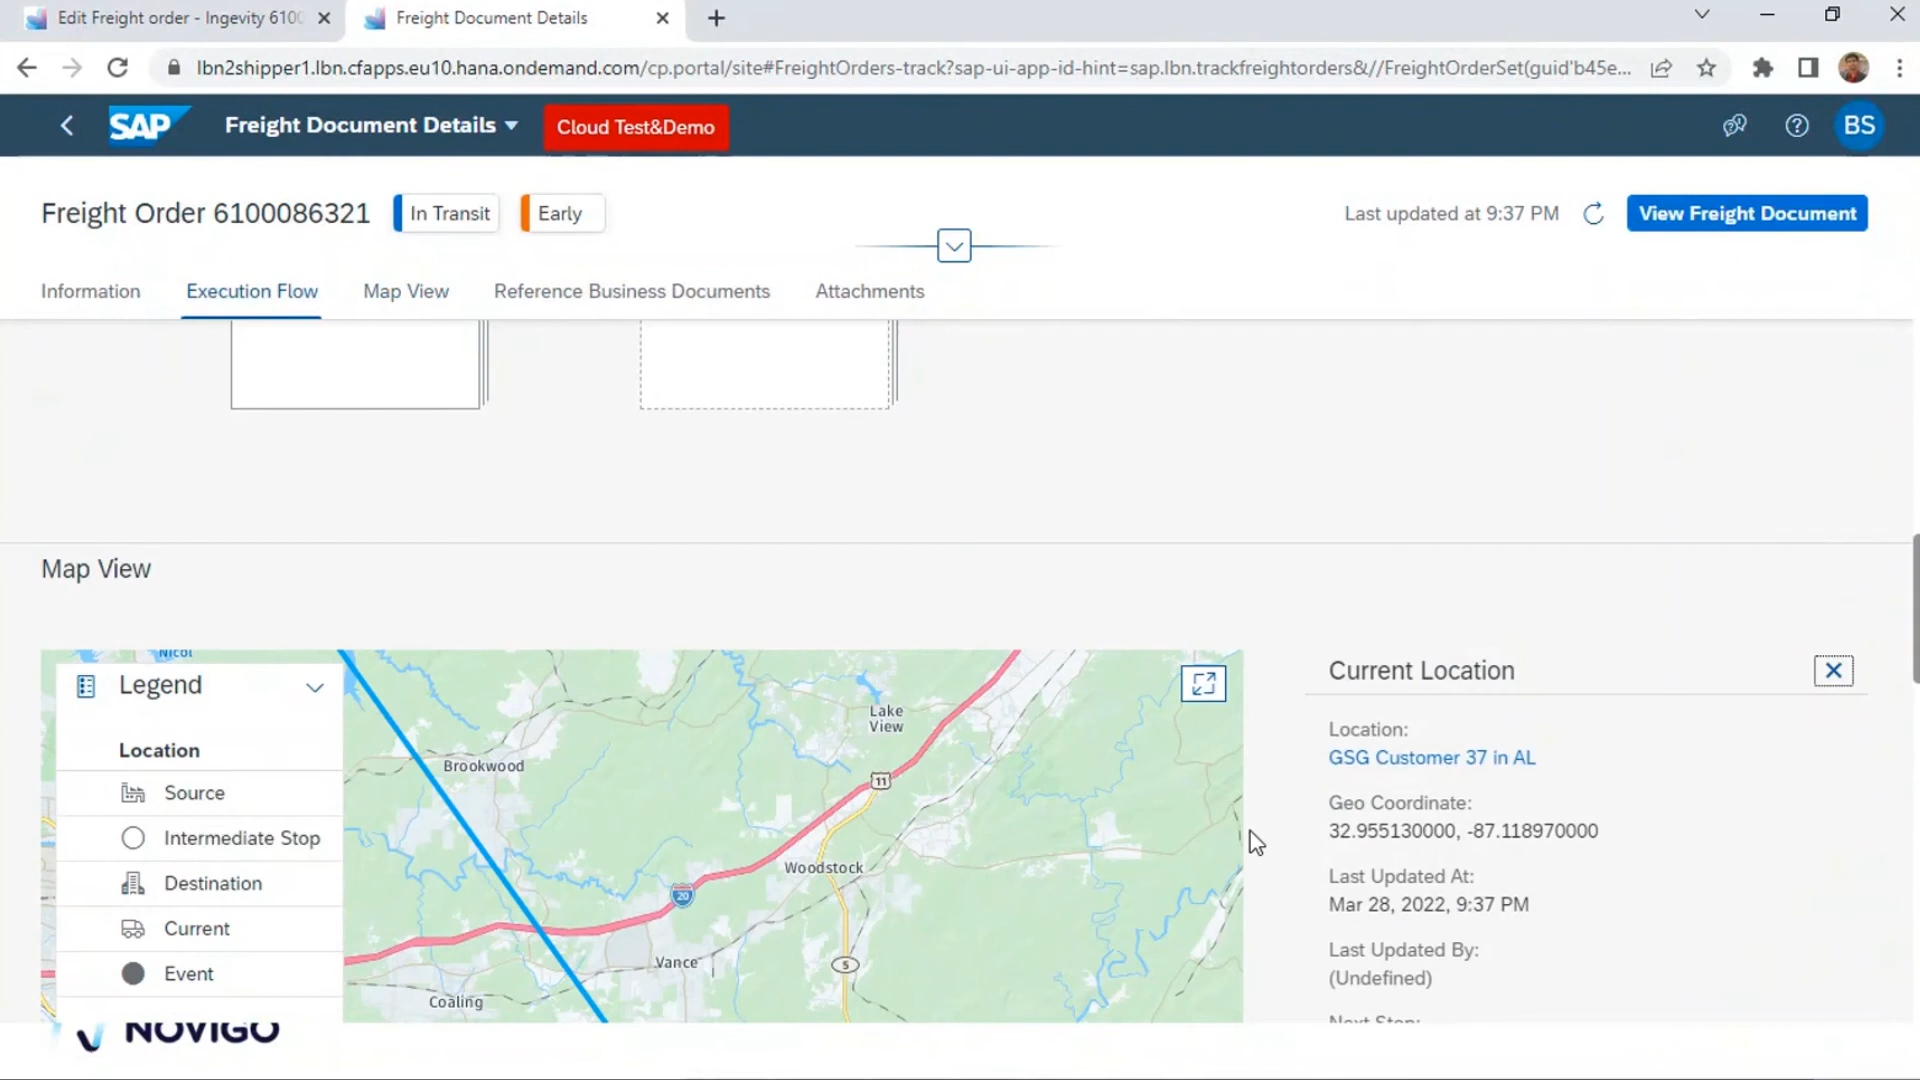 Edit Freight order - Ingevity 6100
Freight Document Details
lbn2shipper1.lbn.cfapps.eu10.hana.ondemand.com/cp.portal/site#FreightOrders-track?sap-ui-app-id-hint=sap.lbn.trackfreightorders&//FreightOrderSet(guid'b45e...
SAP
Freight Document Details
Cloud Test&Demo
BS
Freight Order 6100086321
In Transit
Early
Last updated at 9:37 PM
View Freight Document
Information
Execution Flow
Map View
Reference Business Documents
Attachments
Map View
Nicol
Legend
Location
Source
Intermediate Stop
Destination
Current
Event
Lake
View
Brookwood
11
Woodstock
20
Vance
5
Coaling
Current Location
Location:
GSG Customer 37 in AL
Geo Coordinate:
32.955130000, -87.118970000
Last Updated At:
Mar 28, 2022, 9:37 PM
Last Updated By:
(Undefined)
Next Stop:
NOVIGO